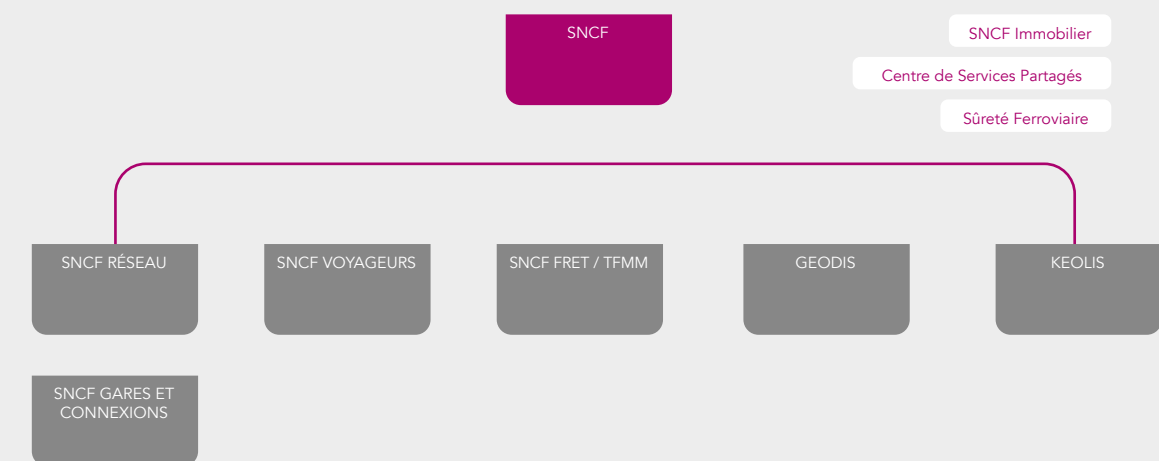 SNCF
SNCF Immobilier
Centre de Services Partagés
Sûreté Ferroviaire
SNCF RÉSEAU
SNCF VOYAGEURS
SNCF FRET / TFMM
GEODIS
KEOLIS
SNCF GARES ET
CONNEXIONS